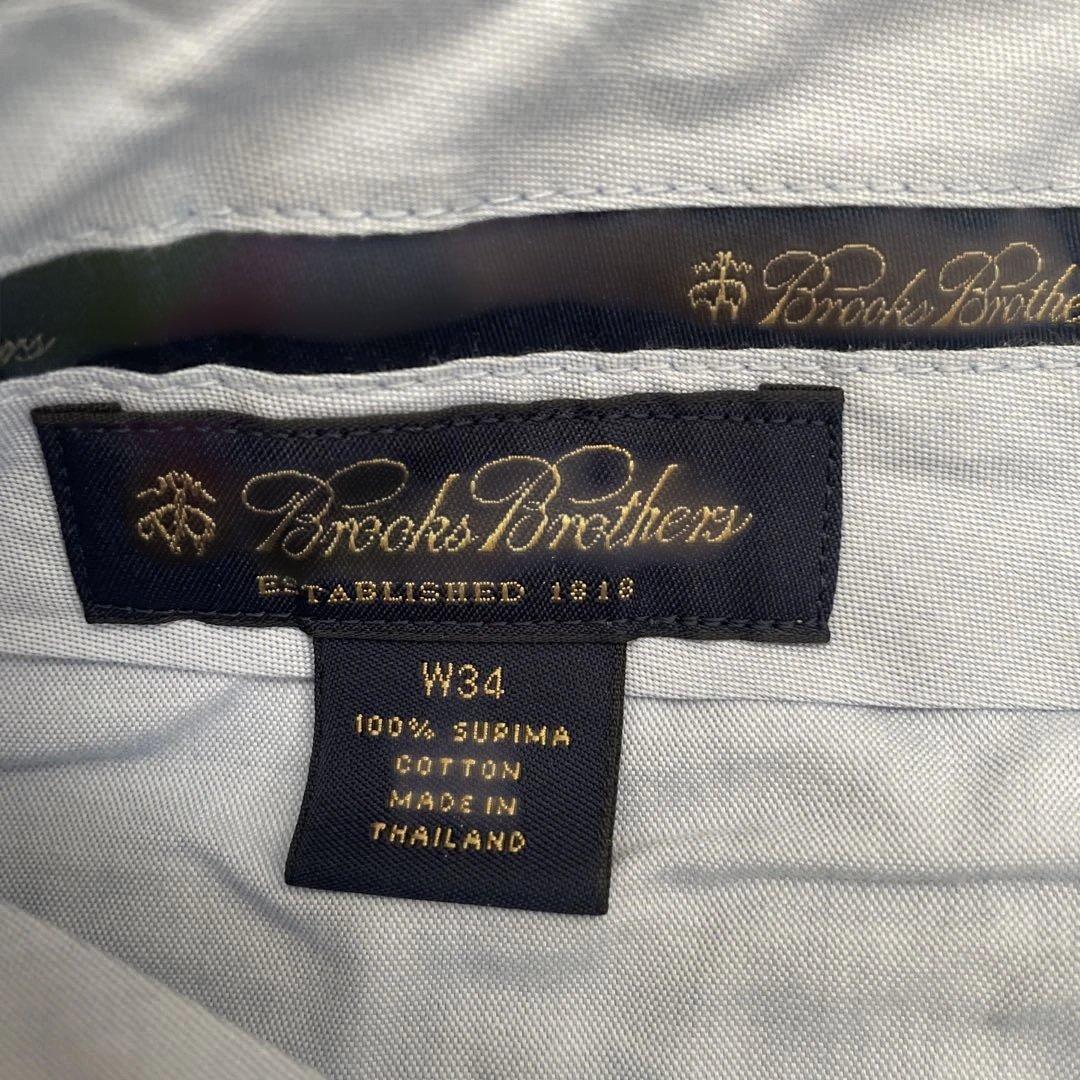 Brooks Brothers
Brooks Brothers
ESTABLISHED 1818
W34
100% SUPIMA
COTTON
MADE IN
THAILAND